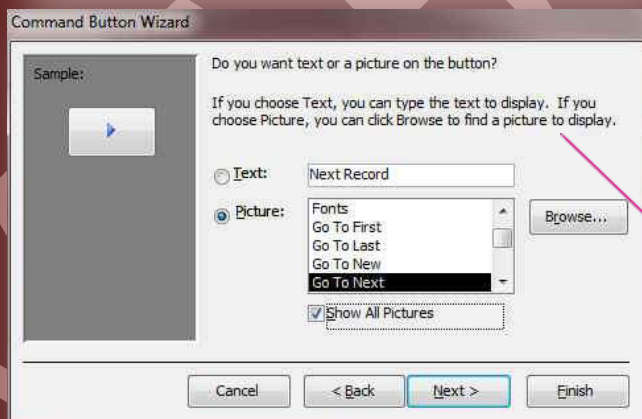 Command Button Wizard
Sample:
Do you want text or a picture on the button?
If you choose Text, you can type the text to display. If you
choose Picture, you can click Browse to find a picture to display.
Text:
Next Record
Picture:
Fonts
Go To First
Go To Last
Go To New
Go To Next
Browse...
Show All Pictures
Cancel
< Back
Next >
Finish